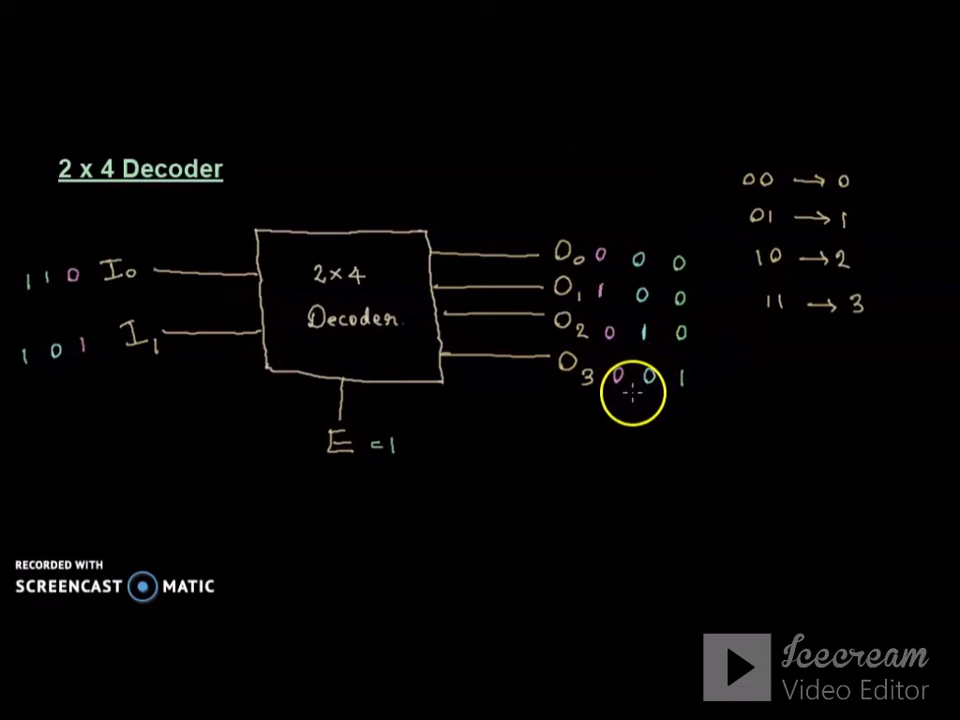 2 x 4 Decoder
00 → 0
01 → 1
10 → 2
11 → 3
1 1 0 I0
1 0 1 I1
2×4
Decoder
O0 0 0 0
O1 1 0 0
O2 0 1 0
O3 0 0 1
E = 1
RECORDED WITH
SCREENCAST MATIC
Icecream
Video Editor